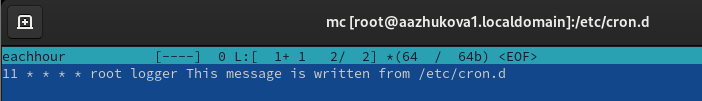 mc [root@aazhukova1.localdomain]:/etc/cron.d
eachhour [----] 0 L:[ 1+ 1 2/ 2] *(64 / 64b) <EOF>
11 * * * * root logger This message is written from /etc/cron.d